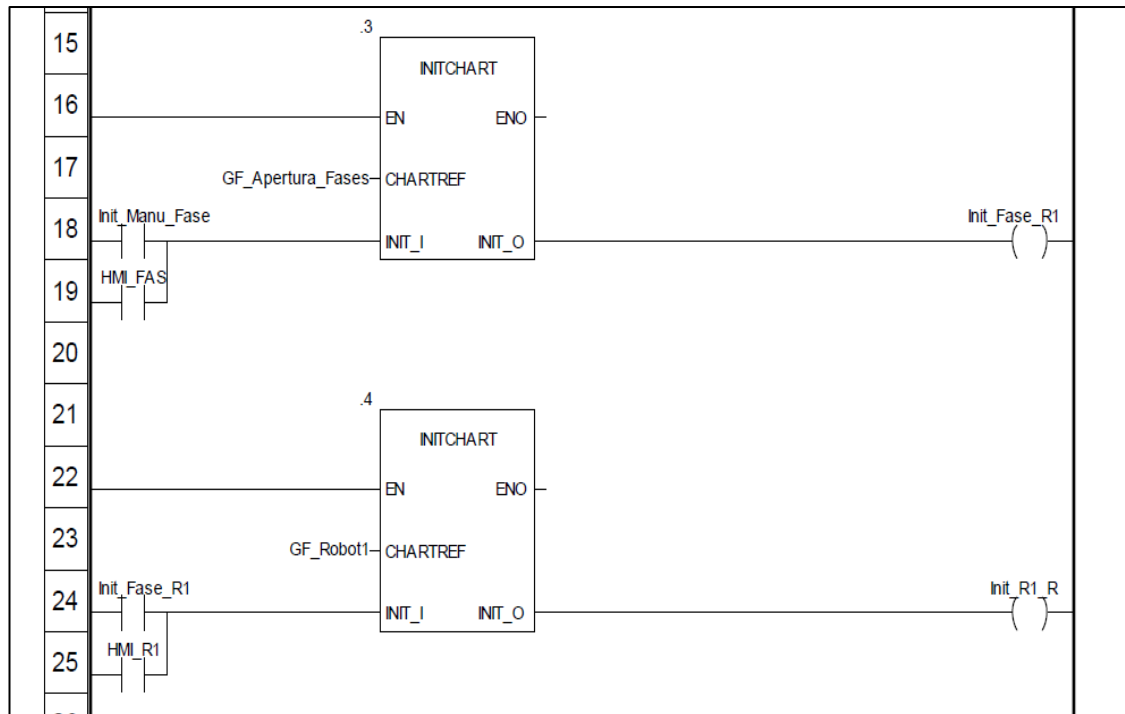 15
.3
INITCHART
16
EN ENO
17
GF_Apertura_Fases CHARTREF
Init_Manu_Fase Init_Fase_R1
18
INIT_I INIT_O
HMI_FAS
19
20
21
.4
INITCHART
22
EN ENO
23
GF_Robot1 CHARTREF
Init_Fase_R1 Init_R1_R
24
INIT_I INIT_O
HMI_R1
25